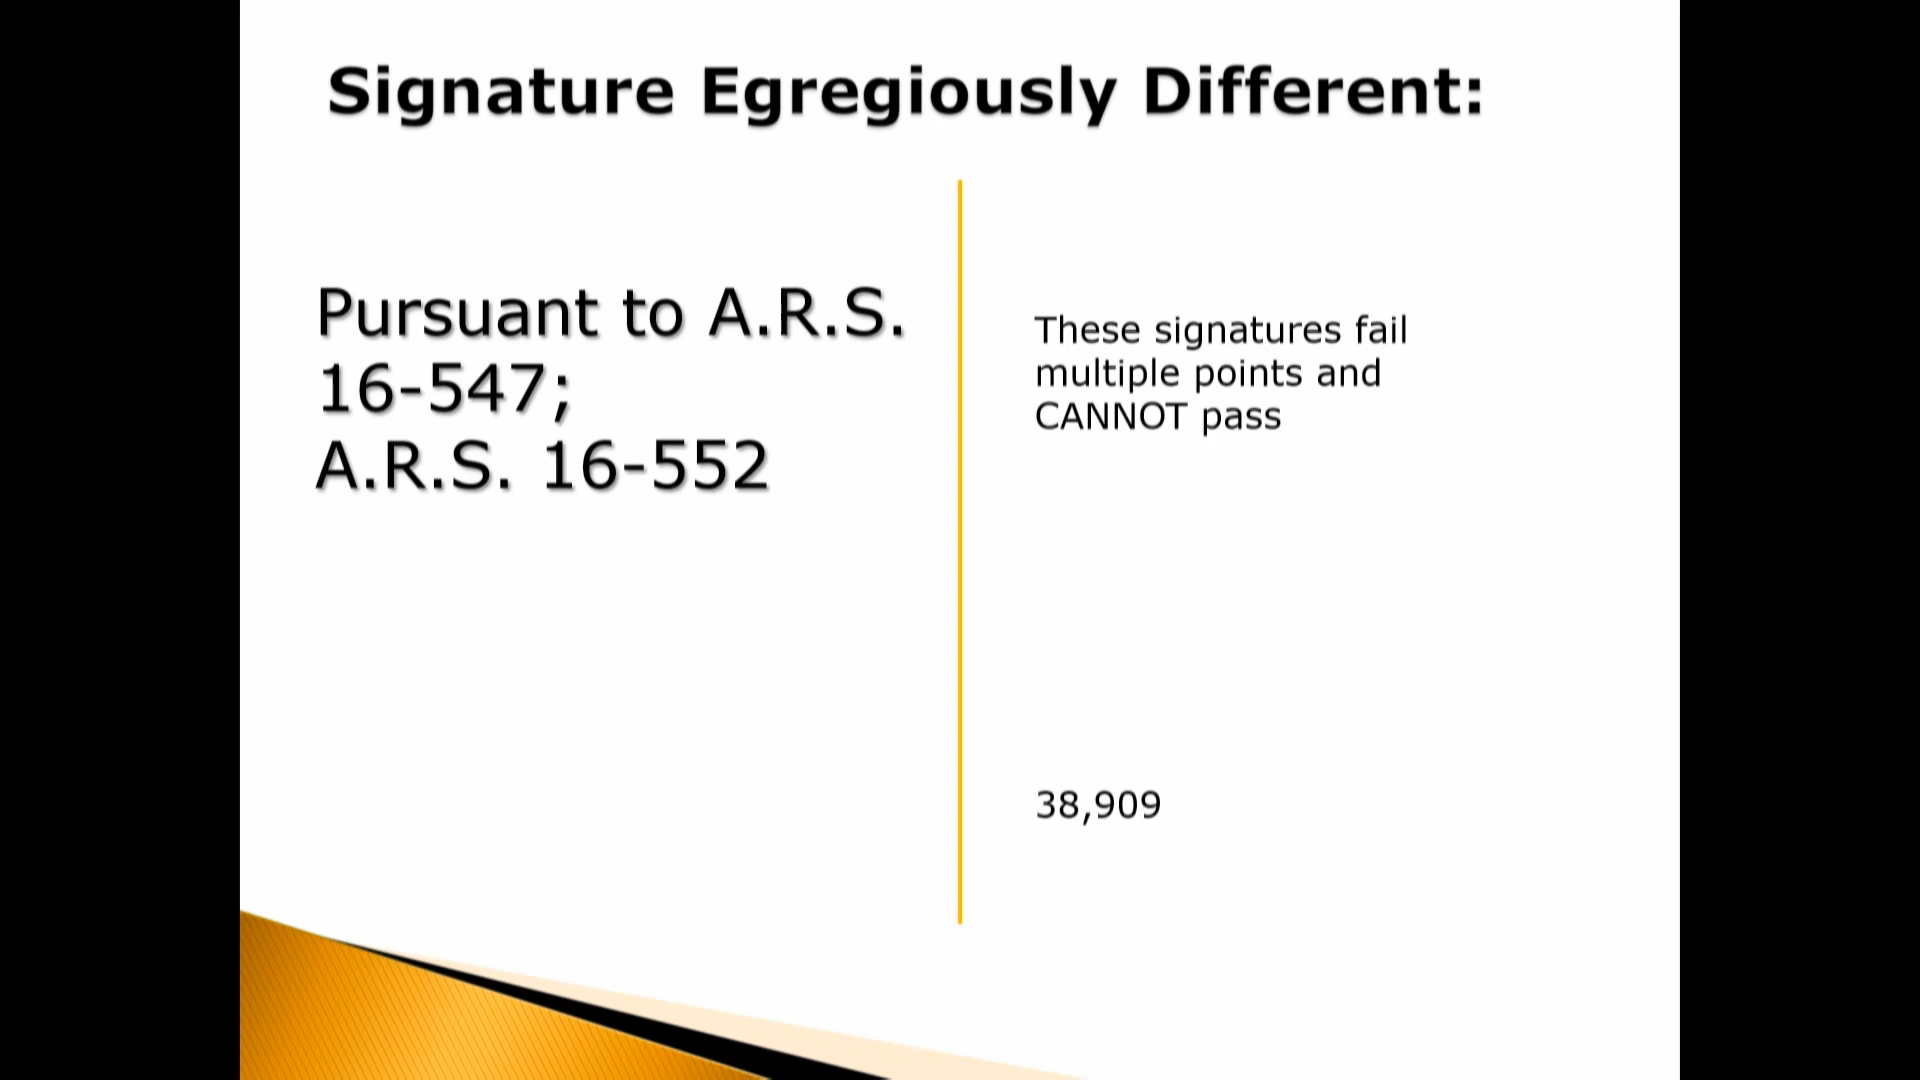 Signature Egregiously Different:
Pursuant to A.R.S.
16-547;
A.R.S. 16-552
These signatures fail
multiple points and
CANNOT pass
38,909